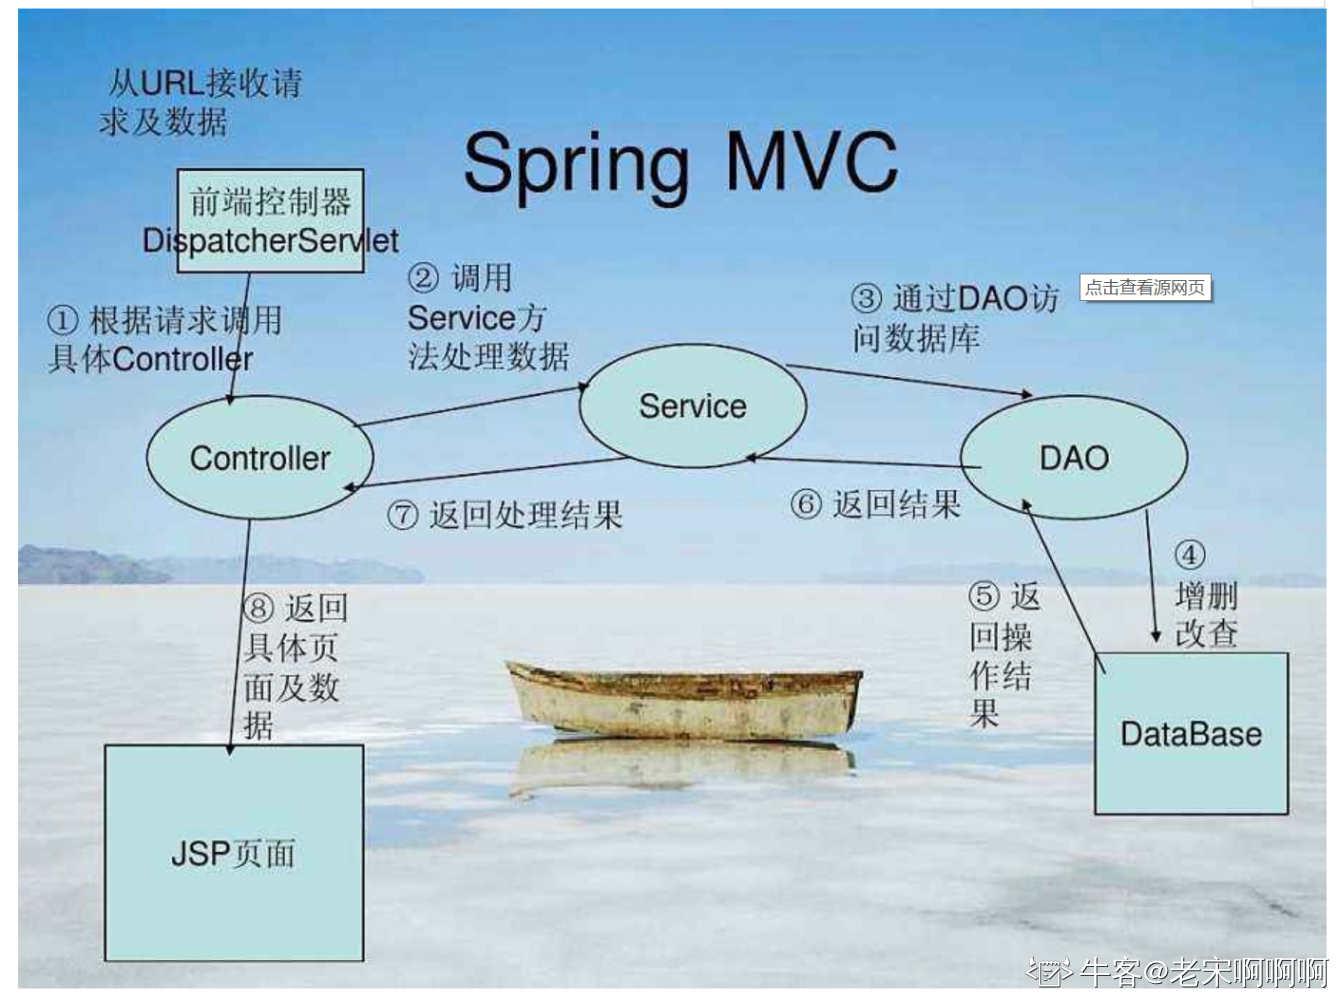 从URL接收请
求及数据
Spring MVC
前端控制器
DispatcherServlet
① 根据请求调用
具体Controller
② 调用
Service方
法处理数据
③ 通过DAO访
问数据库
点击查看源网页
Controller
Service
DAO
⑦ 返回处理结果
⑥ 返回结果
④
增删
改查
⑤ 返
回操
作结
果
⑧ 返回
具体页
面及数
据
DataBase
JSP页面
牛客@老宋啊啊啊